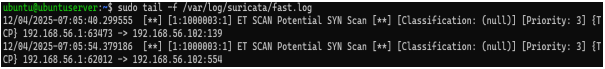 ubuntu@ubuntuserver:~$ sudo tail -f /var/log/suricata/fast.log
12/04/2025-07:05:40.299555  [**] [1:1000003:1] ET SCAN Potential SYN Scan [**] [Classification: (null)] [Priority: 3] {T
CP} 192.168.56.1:63473 -> 192.168.56.102:139
12/04/2025-07:05:54.379186  [**] [1:1000003:1] ET SCAN Potential SYN Scan [**] [Classification: (null)] [Priority: 3] {T
CP} 192.168.56.1:62012 -> 192.168.56.102:554